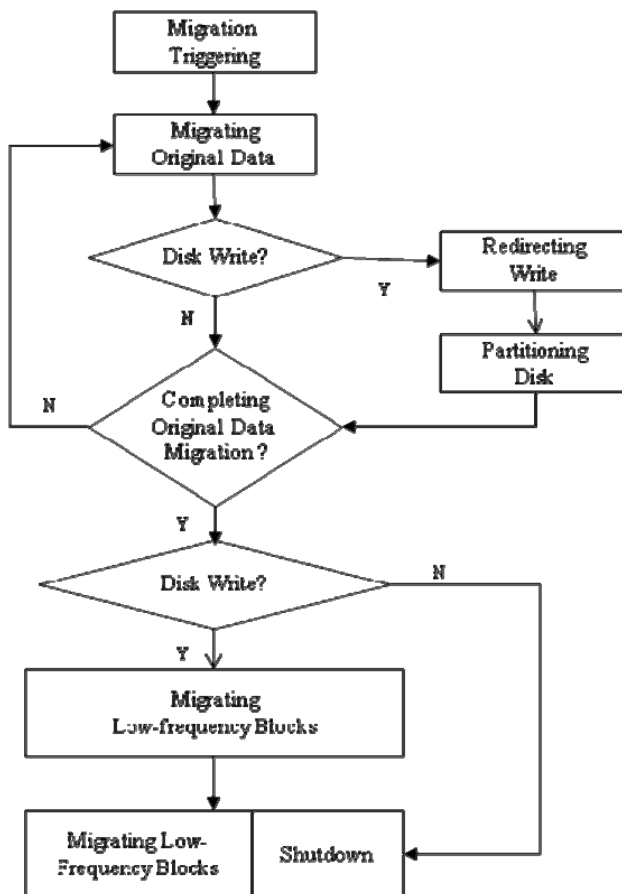 Migration
Triggering
Migrating
Original Data
Disk Write?
Y
Redirecting
Write
N
Partitioning
Disk
N
Completing
Original Data
Migration?
Y
Disk Write?
N
Y
Migrating
Low-frequency Blocks
Migrating Low-
Frequency Blocks
Shutdown